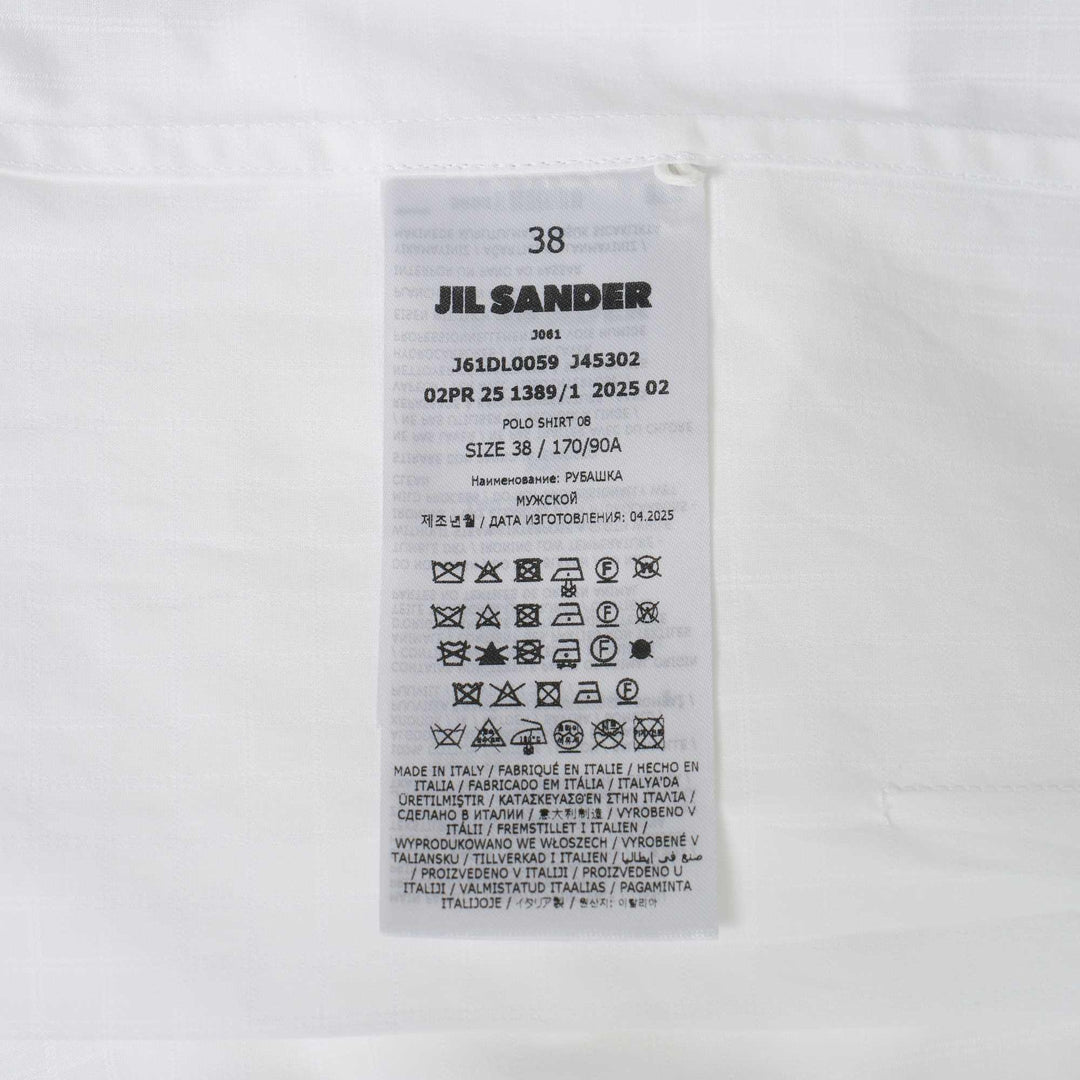 38
JIL SANDER
J061
J61DL0059 J45302
02PR 25 1389/1 2025 02
POLO SHIRT 08
SIZE 38 / 170/90A
Наименование: РУБАШКА
МУЖСКОЙ
제조년월 / ДАТА ИЗГОТОВЛЕНИЯ: 04.2025
F W
F W
F
F
MADE IN ITALY / FABRIQUÉ EN ITALIE / HECHO EN
ITALIA / FABRICADO EM ITÁLIA / ITALYA'DA
ÜRETILMIŞTIR / ΚΑΤΑΣΚΕΥΑΣΘΈΝ ΣΤΗΝ ΙΤΑΛΊΑ /
СДЕЛАНО В ИТАЛИИ / 意大利制造 / VYROBENO V
ITÁLII / FREMSTILLET I ITALIEN /
WYPRODUKOWANO WE WŁOSZECH / VYROBENÉ V
TALIANSKU / TILLVERKAD I ITALIEN / صنع في إيطاليا
/ PROIZVEDENO V ITALIJI / PROIZVEDENO U
ITALIJI / VALMISTATUD ITAALIAS / PAGAMINTA
ITALIJOJE / イタリア製 / 원산지: 이탈리아